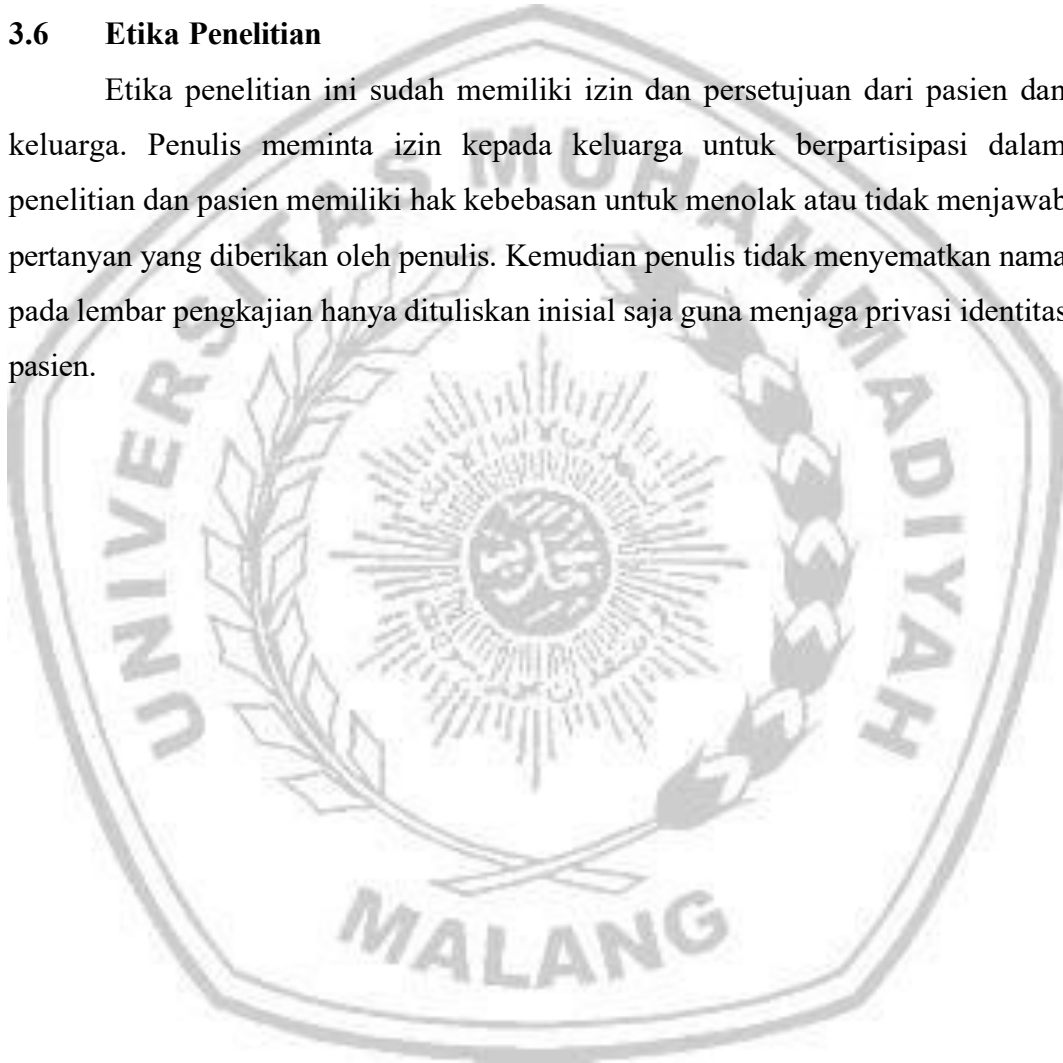 3.6 Etika Penelitian
Etika penelitian ini sudah memiliki izin dan persetujuan dari pasien dan
keluarga. Penulis meminta izin kepada keluarga untuk berpartisipasi dalam
penelitian dan pasien memiliki hak kebebasan untuk menolak atau tidak menjawab
pertanyan yang diberikan oleh penulis. Kemudian penulis tidak menyematkan nama
pada lembar pengkajian hanya dituliskan inisial saja guna menjaga privasi identitas
pasien.
UNIVERSITAS MUHAMMADIYAH
MALANG